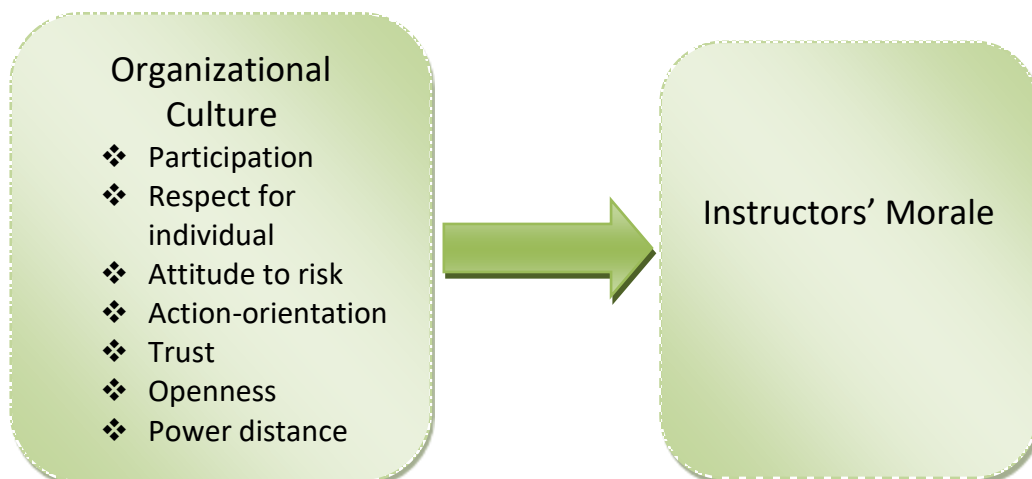 Organizational
Culture
❖ Participation
❖ Respect for
individual
❖ Attitude to risk
❖ Action-orientation
❖ Trust
❖ Openness
❖ Power distance
Instructors’ Morale